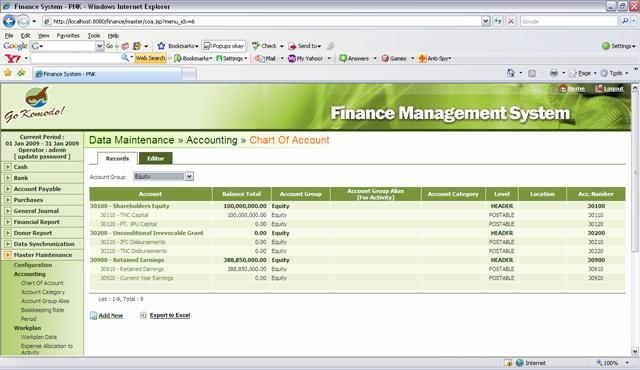 Finance System - PNK - Windows Internet Explorer
http://localhost:8080/finance/master/coa.jsp?menu_idx=6
Google
File Edit View Favorites Tools Help
Google Go Bookmarks Popups okay Check Send to Settings
Web Search Bookmarks Settings Mail My Yahoo! Answers Games Anti-Spy
Finance System - PNK
Page Tools
Go Komodo!
Home Logout
Finance Management System
Current Period :
01 Jan 2009 - 31 Jan 2009
Operator : admin
[ update password ]
Cash
Bank
Account Payable
Purchases
General Journal
Financial Report
Donor Report
Data Synchronization
Master Maintenance
Configuration
Accounting
Chart Of Account
Account Category
Account Group Alias
Bookkeeping Rate
Period
Workplan
Workplan Data
Expense Allocation to
Activity
Data Maintenance » Accounting » Chart Of Account
Records Editor
Account Group Equity
Account Balance Total Account Group Account Group Alias (For Activity) Account Category Level Location Acc. Number
30100 - Shareholders Equity 100,000,000.00 Equity HEADER 30100
30110 - TNC Capital 100,000,000.00 Equity POSTABLE 30110
30120 - PT. JPU Capital 0.00 Equity POSTABLE 30120
30200 - Unconditional Irrevocable Grant 0.00 Equity HEADER 30200
30210 - IFC Disbursements 0.00 Equity POSTABLE 30210
30220 - TNC Disbursements 0.00 Equity POSTABLE 30220
30900 - Retained Earnings 388,850,000.00 Equity HEADER 30900
30910 - Retained Earnings 388,850,000.00 Equity POSTABLE 30910
30920 - Current Year Earnings 0.00 Equity POSTABLE 30920
List : 1-9, Total : 9
Add New Export to Excel
Internet 100%